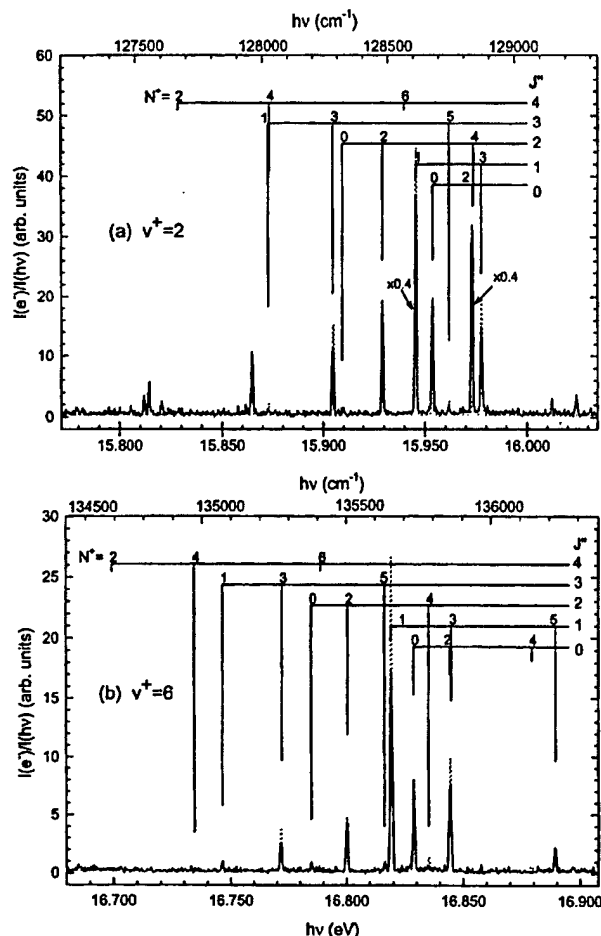 hν (cm⁻¹)
127500 128000 128500 129000
60
50
40
30
20
10
0
I(e⁻)/I(hν) (arb. units)
N⁺= 2 4 6 J"
4
1 3 5 3
0 2 4 2
1 3 1
0 2 0
(a) v⁺=2
x0.4 x0.4
15.800 15.850 15.900 15.950 16.000
hν (cm⁻¹)
134500 135000 135500 136000
30
25
20
15
10
5
0
I(e⁻)/I(hν) (arb. units)
N⁺= 2 4 6 J"
4
1 3 5 3
0 2 4 2
1 3 5 1
0 2 4 0
(b) v⁺=6
16.700 16.750 16.800 16.850 16.900
hν (eV)